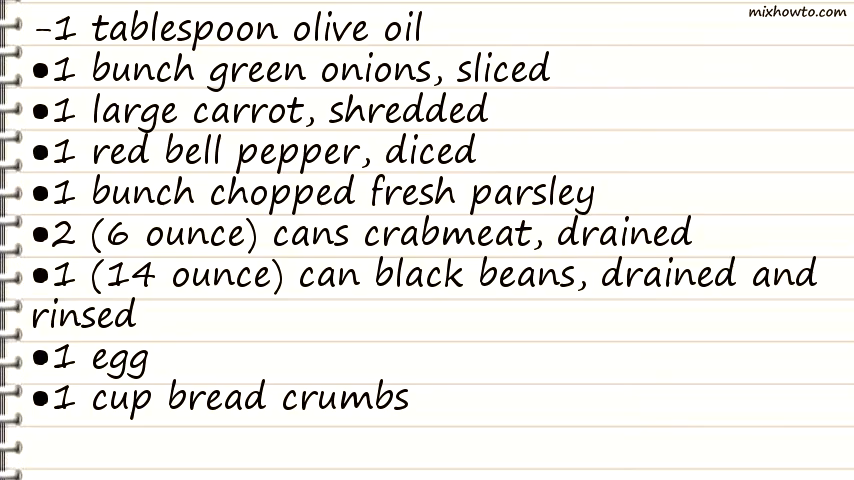 mixhowto.com
-1 tablespoon olive oil
•1 bunch green onions, sliced
•1 large carrot, shredded
•1 red bell pepper, diced
•1 bunch chopped fresh parsley
•2 (6 ounce) cans crabmeat, drained
•1 (14 ounce) can black beans, drained and
rinsed
•1 egg
•1 cup bread crumbs